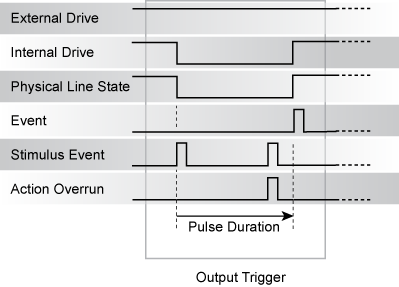 External Drive
Internal Drive
Physical Line State
Event
Stimulus Event
Action Overrun
Pulse Duration
Output Trigger